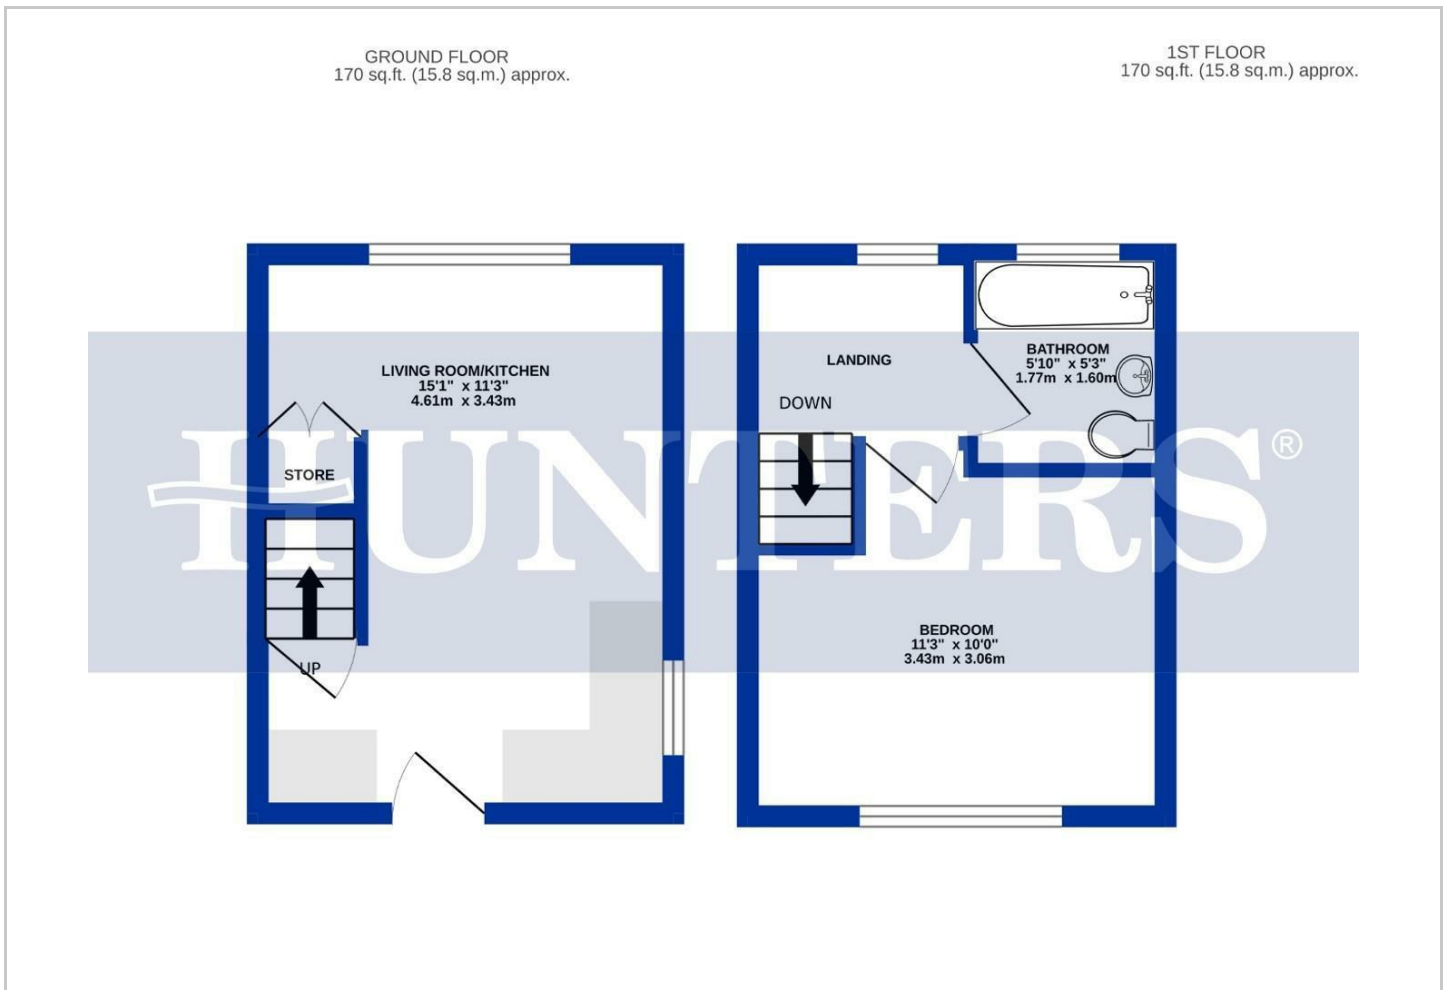 GROUND FLOOR
170 sq.ft. (15.8 sq.m.) approx.
1ST FLOOR
170 sq.ft. (15.8 sq.m.) approx.
LIVING ROOM/KITCHEN
15'1" x 11'3"
4.61m x 3.43m
STORE
UP
LANDING
DOWN
BATHROOM
5'10" x 5'3"
1.77m x 1.60m
BEDROOM
11'3" x 10'0"
3.43m x 3.06m
HUNTERS®